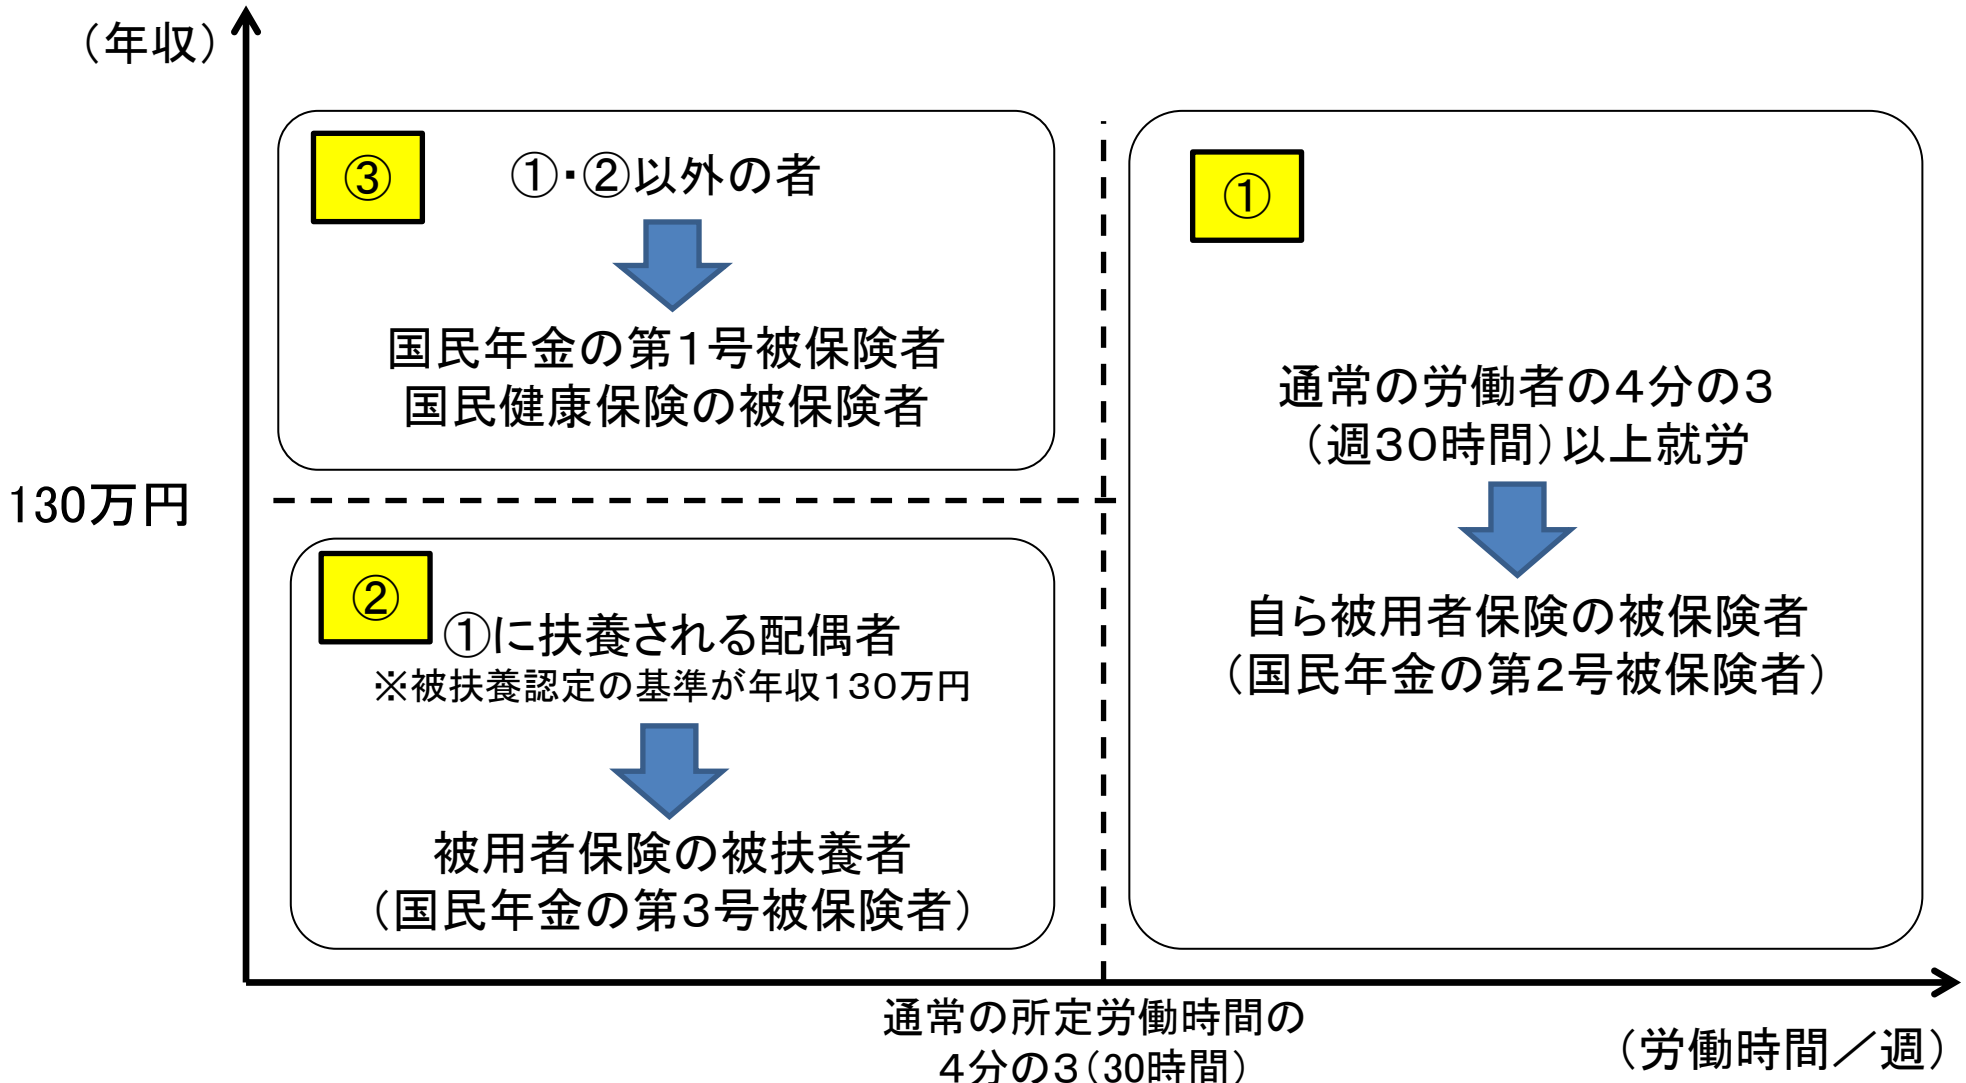 （年収）
③
①・②以外の者
国民年金の第１号被保険者
国民健康保険の被保険者
130万円
②
①に扶養される配偶者
※被扶養認定の基準が年収１３０万円
被用者保険の被扶養者
（国民年金の第３号被保険者）
①
通常の労働者の４分の３
（週３０時間）以上就労
自ら被用者保険の被保険者
（国民年金の第２号被保険者）
通常の所定労働時間の
４分の３（30時間）
（労働時間／週）